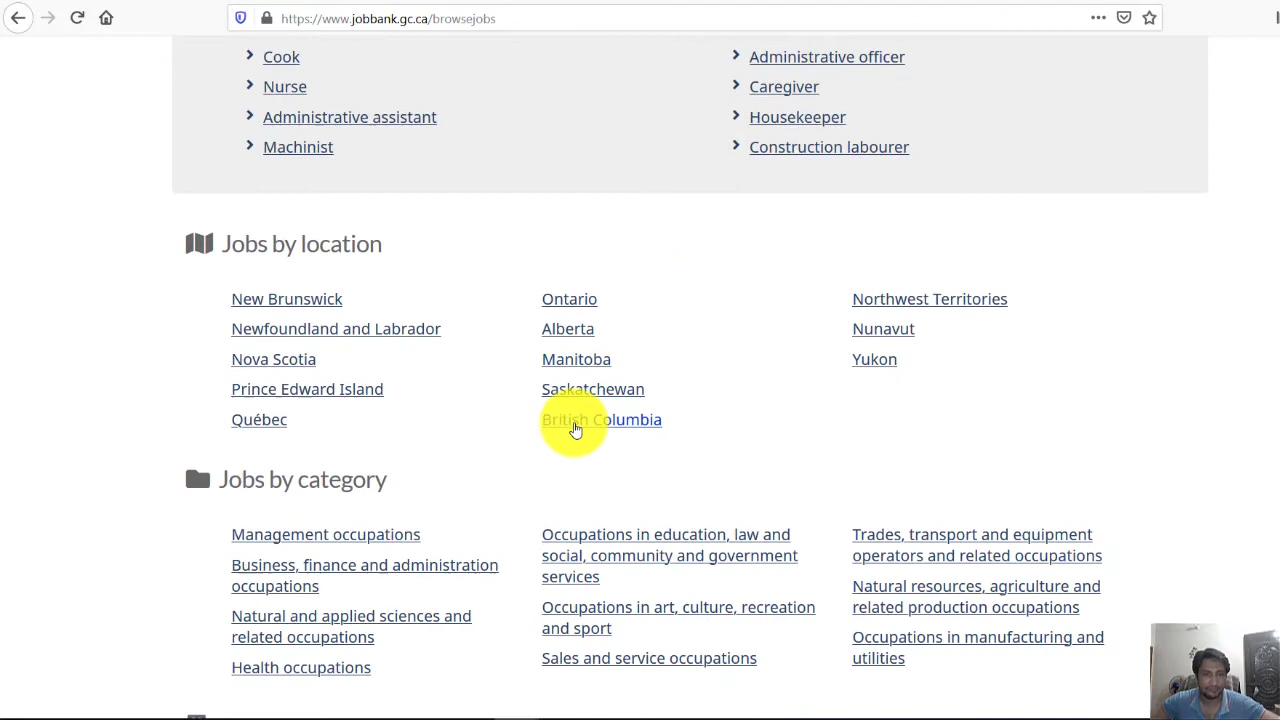 https://www.jobbank.gc.ca/browsejobs
Cook
Administrative officer
Nurse
Caregiver
Administrative assistant
Housekeeper
Machinist
Construction labourer
Jobs by location
New Brunswick
Ontario
Northwest Territories
Newfoundland and Labrador
Alberta
Nunavut
Nova Scotia
Manitoba
Yukon
Prince Edward Island
Saskatchewan
Québec
British Columbia
Jobs by category
Management occupations
Business, finance and administration
occupations
Natural and applied sciences and
related occupations
Health occupations
Occupations in education, law and
social, community and government
services
Occupations in art, culture, recreation
and sport
Sales and service occupations
Trades, transport and equipment
operators and related occupations
Natural resources, agriculture and
related production occupations
Occupations in manufacturing and
utilities